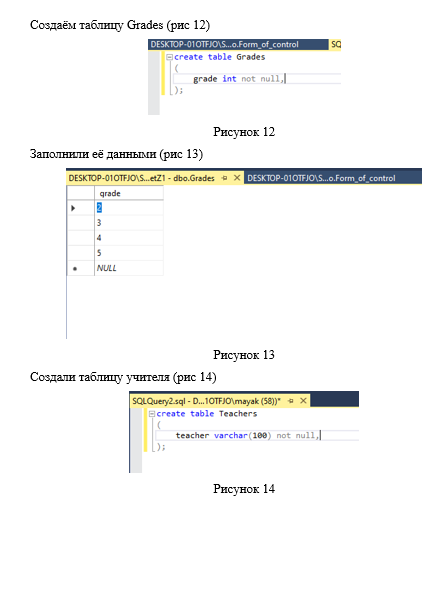 Создаём таблицу Grades (рис 12)
DESKTOP-01OTFJO\S...o.Form_of_control SQ
create table Grades
(
grade int not null,
);
Рисунок 12
Заполнили её данными (рис 13)
DESKTOP-01OTFJO\S...etZ1 - dbo.Grades DESKTOP-01OTFJO\S...o.Form_of_control
grade
2
3
4
5
NULL
Рисунок 13
Создали таблицу учителя (рис 14)
SQLQuery2.sql - D...1OTFJO\mayak (58))*
create table Teachers
(
teacher varchar(100) not null,
);
Рисунок 14